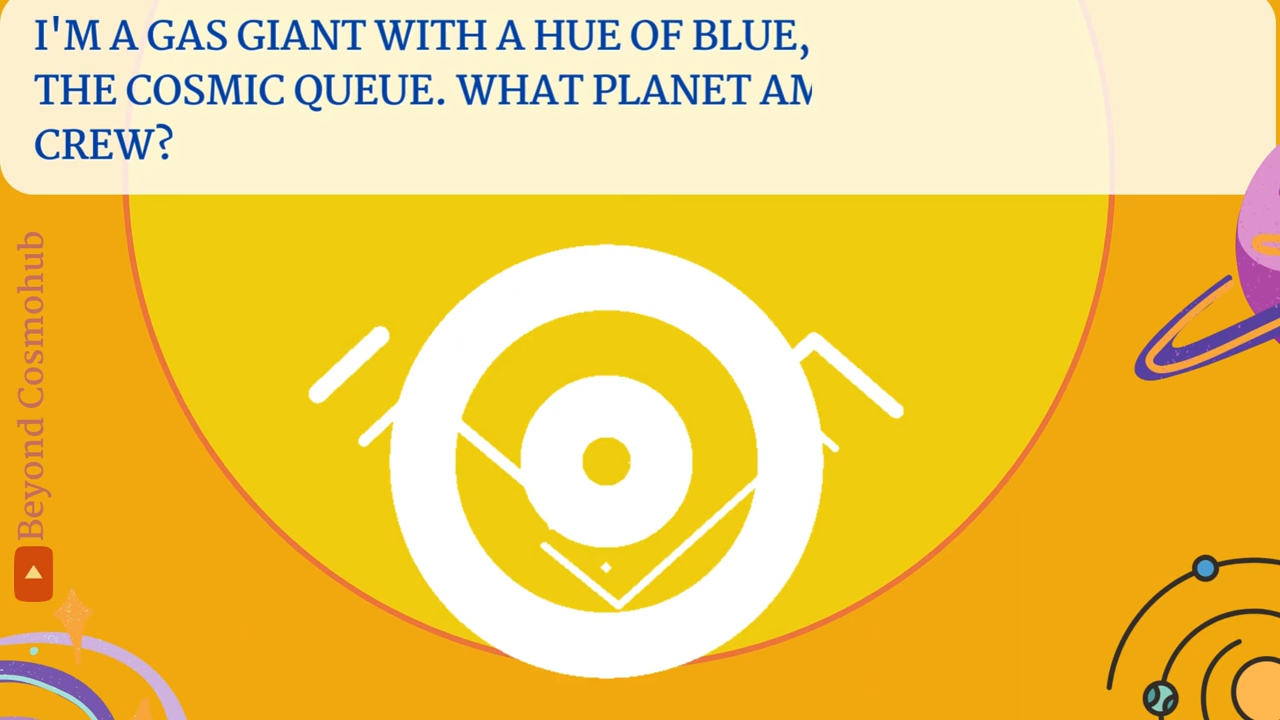 I'M A GAS GIANT WITH A HUE OF BLUE,
THE COSMIC QUEUE. WHAT PLANET AM
CREW?
Beyond Cosmohub